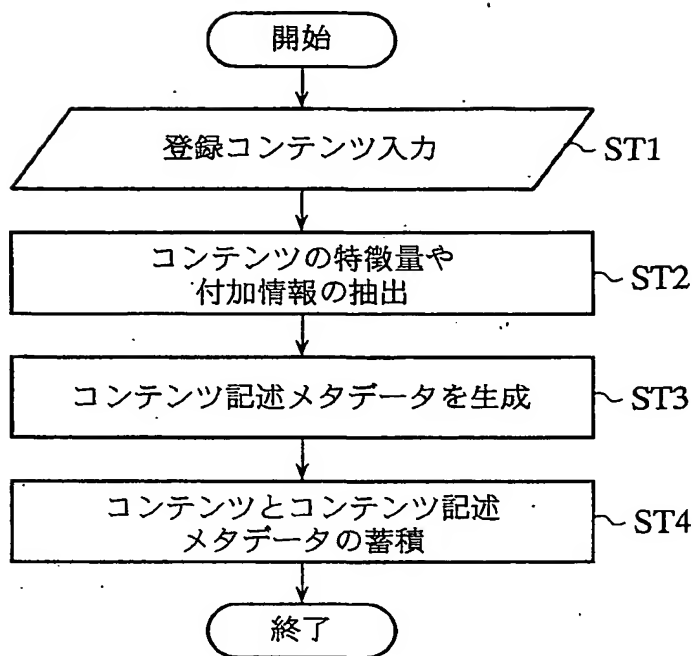 開始
登録コンテンツ入力
ST1
コンテンツの特徴量や
付加情報の抽出
ST2
コンテンツ記述メタデータを生成
ST3
コンテンツとコンテンツ記述
メタデータの蓄積
ST4
終了